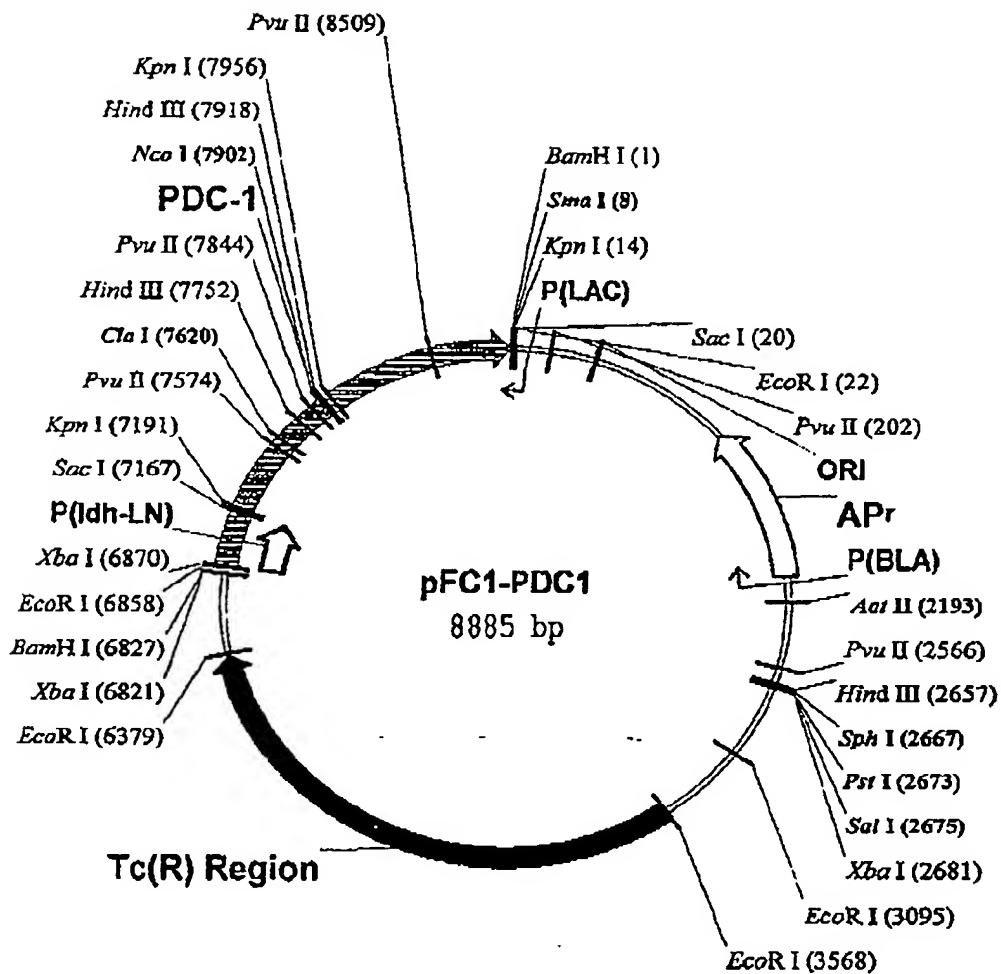 Pvu II (8509)
Kpn I (7956)
Hind III (7918)
Nco I (7902)
PDC-1
Pvu II (7844)
Hind III (7752)
Cla I (7620)
Pvu II (7574)
Kpn I (7191)
Sac I (7167)
P(ldh-LN)
Xba I (6870)
EcoR I (6858)
BamH I (6827)
Xba I (6821)
EcoR I (6379)
BamH I (1)
Sma I (8)
Kpn I (14)
P(LAC)
Sac I (20)
EcoR I (22)
Pvu II (202)
ORI
APr
P(BLA)
Aat II (2193)
Pvu II (2566)
Hind III (2657)
Sph I (2667)
Pst I (2673)
Sal I (2675)
Xba I (2681)
EcoR I (3095)
EcoR I (3568)
pFC1-PDC1
8885 bp
Tc(R) Region